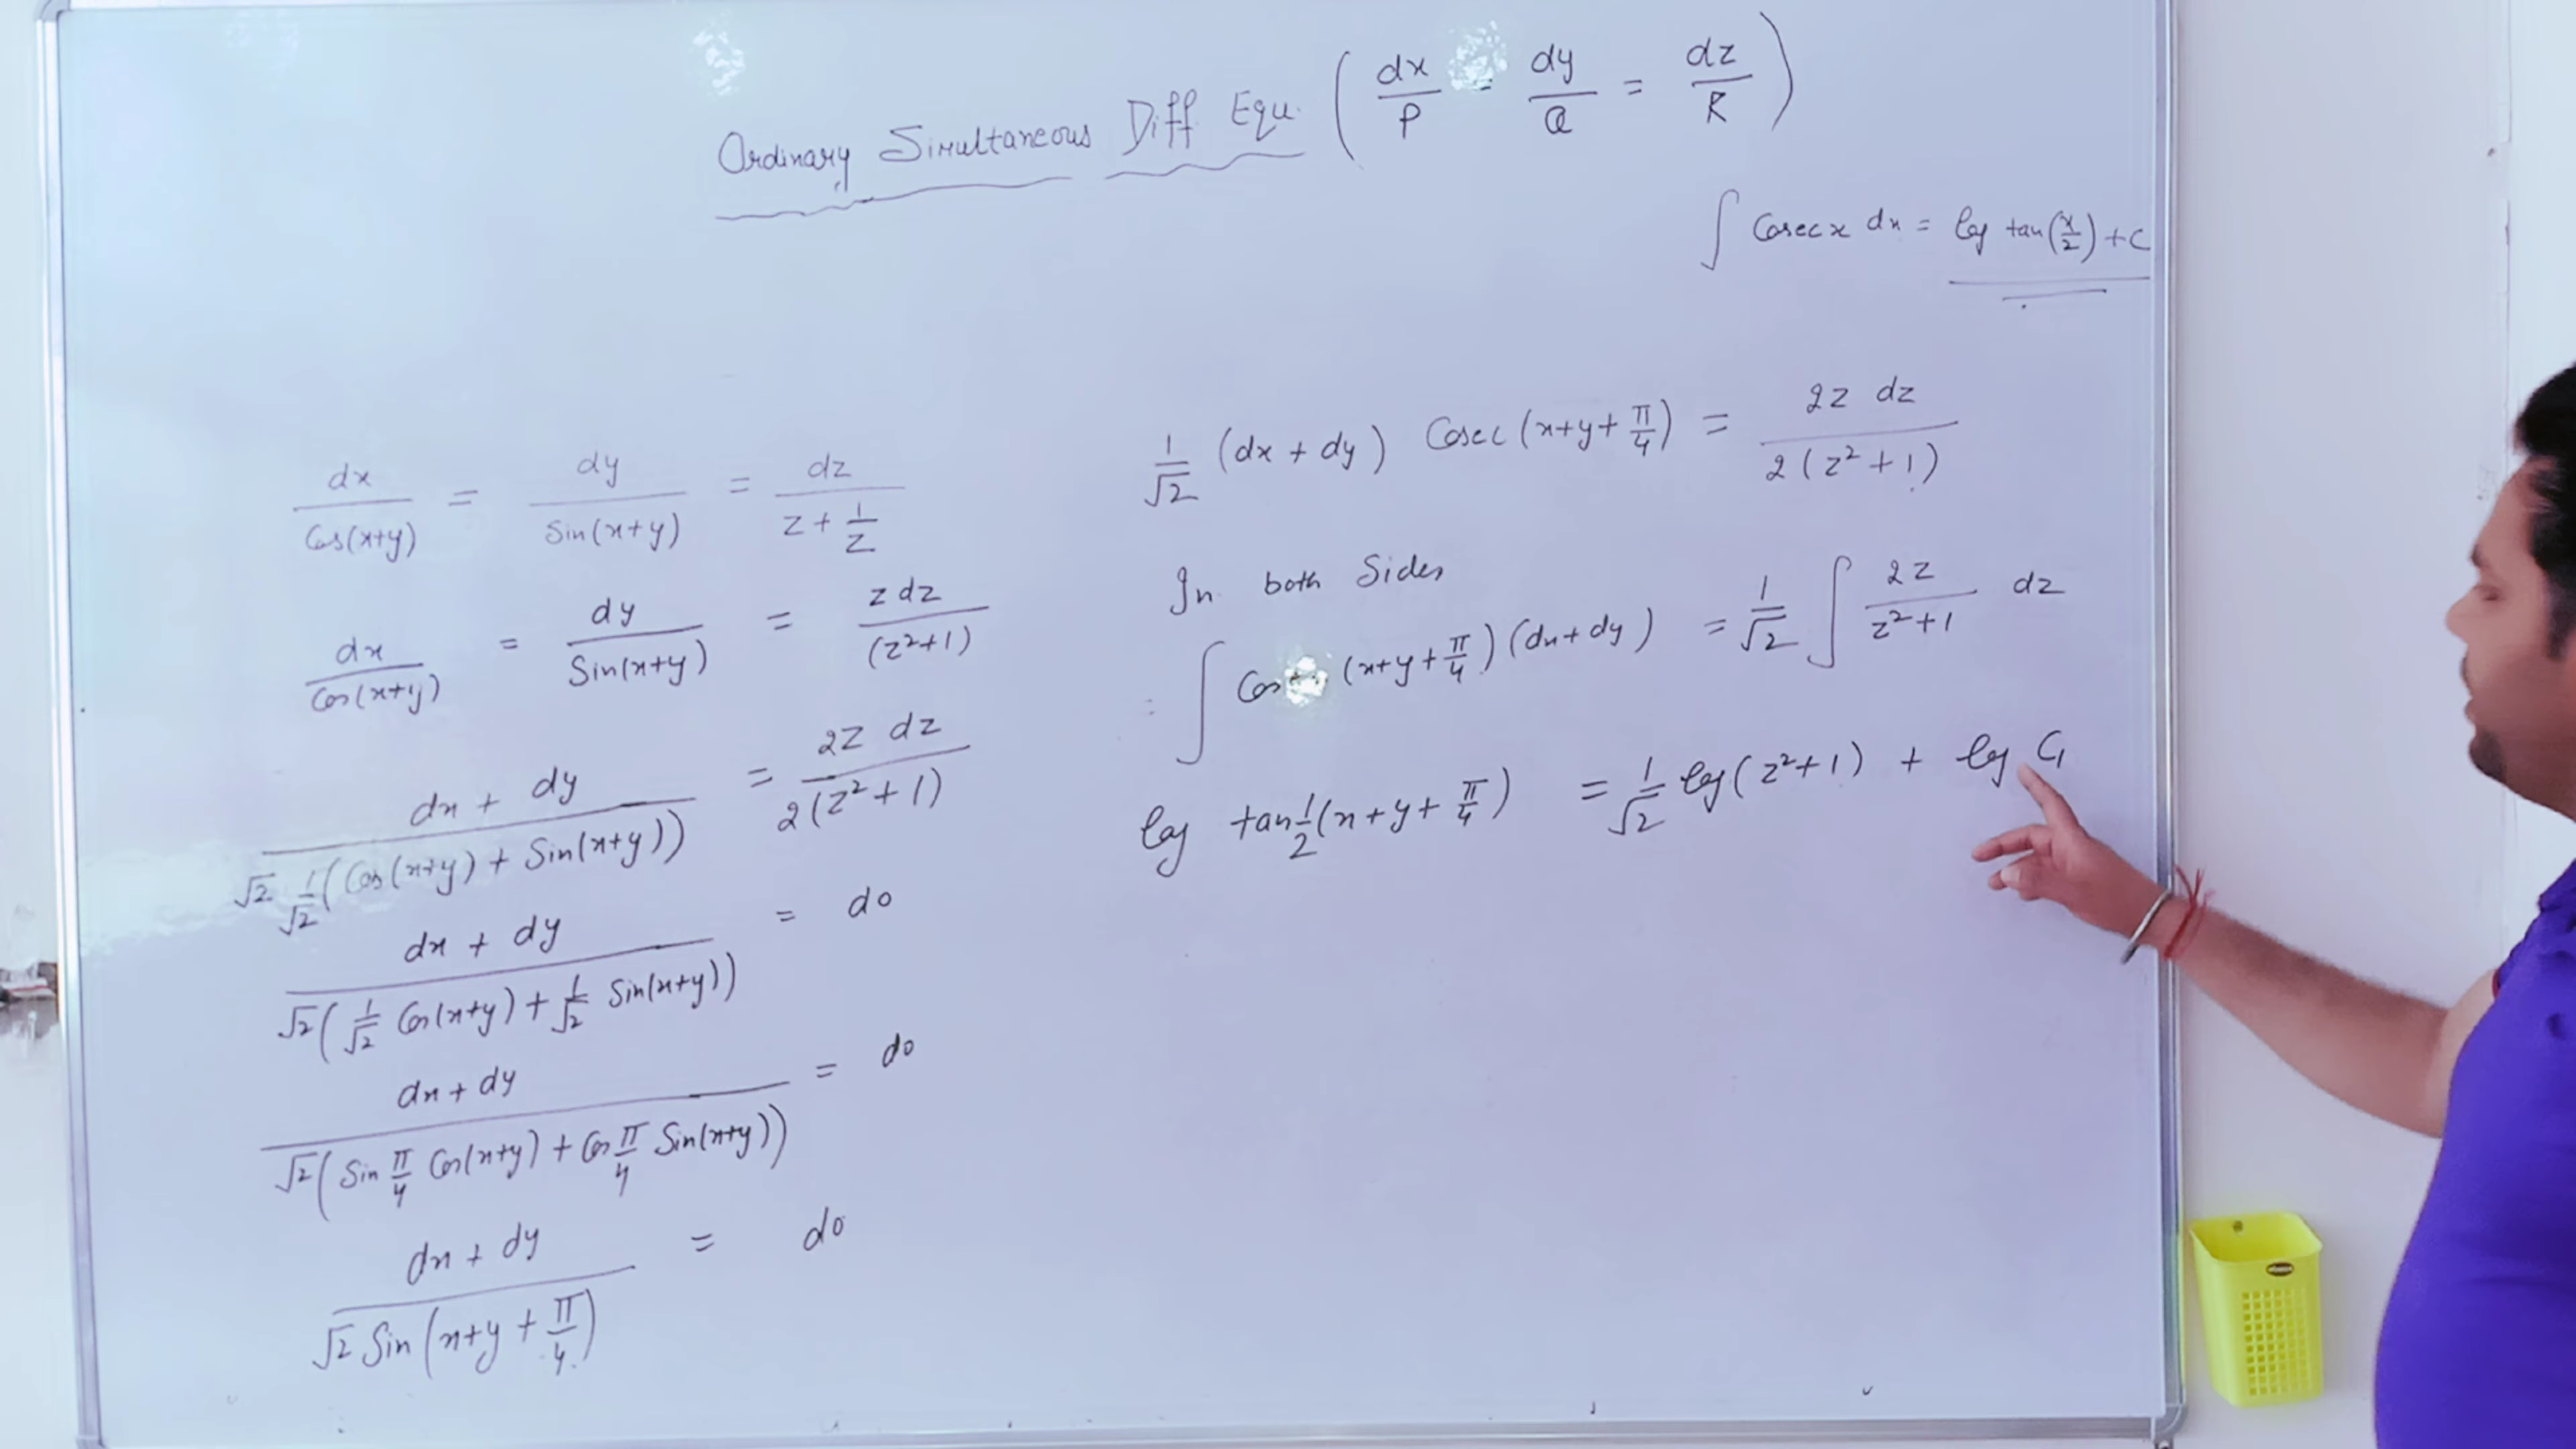 Ordinary Simultaneous Diff Equ. ( dx/P = dy/Q = dz/R )
∫ Cosec x dx = log tan(x/2) + C
dx/Cos(x+y) = dy/Sin(x+y) = dz/(z + 1/z)
dx/Cos(x+y) = dy/Sin(x+y) = z dz/(z²+1)
dx + dy/(√2 1/√2 (Cos(x+y) + Sin(x+y))) = 2z dz/(2(z²+1))
dx + dy/(√2(1/√2 Cos(x+y) + 1/√2 Sin(x+y))) = do
dx + dy/(√2(Sin π/4 Cos(x+y) + Cos π/4 Sin(x+y))) = do
dx + dy/(√2 Sin(x+y + π/4)) = do
1/√2 (dx + dy) Cosec(x+y+π/4) = 2z dz/(2(z²+1))
In both Sides
= ∫ (x+y+π/4)(dx+dy) = 1/√2 ∫ 2z/(z²+1) dz
log tan 1/2 (x+y+π/4) = 1/√2 log(z²+1) + log C₁